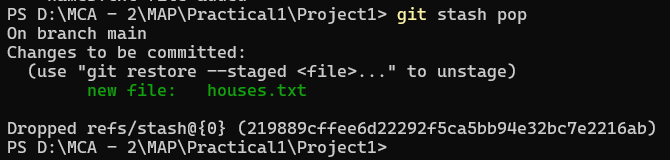 PS D:\MCA - 2\MAP\Practical1\Project1> git stash pop
On branch main
Changes to be committed:
  (use "git restore --staged <file>..." to unstage)
        new file:   houses.txt

Dropped refs/stash@{0} (219889cffee6d22292f5ca5bb94e32bc7e2216ab)
PS D:\MCA - 2\MAP\Practical1\Project1>